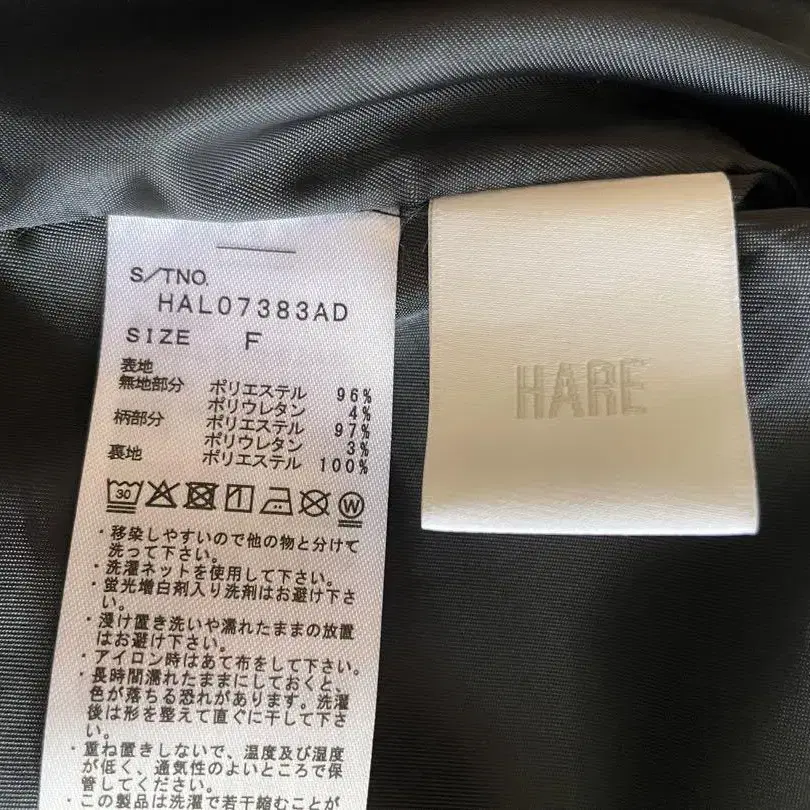 S/TNO.
HAL07383AD
SIZE F
表地
無地部分 ポリエステル 96%
ポリウレタン 4%
柄部分 ポリエステル 97%
ポリウレタン 3%
裏地 ポリエステル 100%
30 W
・移染しやすいので他の物と分けて
洗って下さい。
・洗濯ネットを使用して下さい。
・蛍光増白剤入り洗剤はお避け下さ
い。
・浸け置き洗いや濡れたままの放置
はお避け下さい。
・アイロン時はあて布をして下さい。
・長時間濡れたままにしておくと、
色が落ちる恐れがあります。洗濯
後は形を整えて直ぐに干して下さ
い。
・重ね置きしないで、温度及び湿度
が低く、通気性のよいところで保
管してください。
・この製品は洗濯で若干縮むことが
HARE